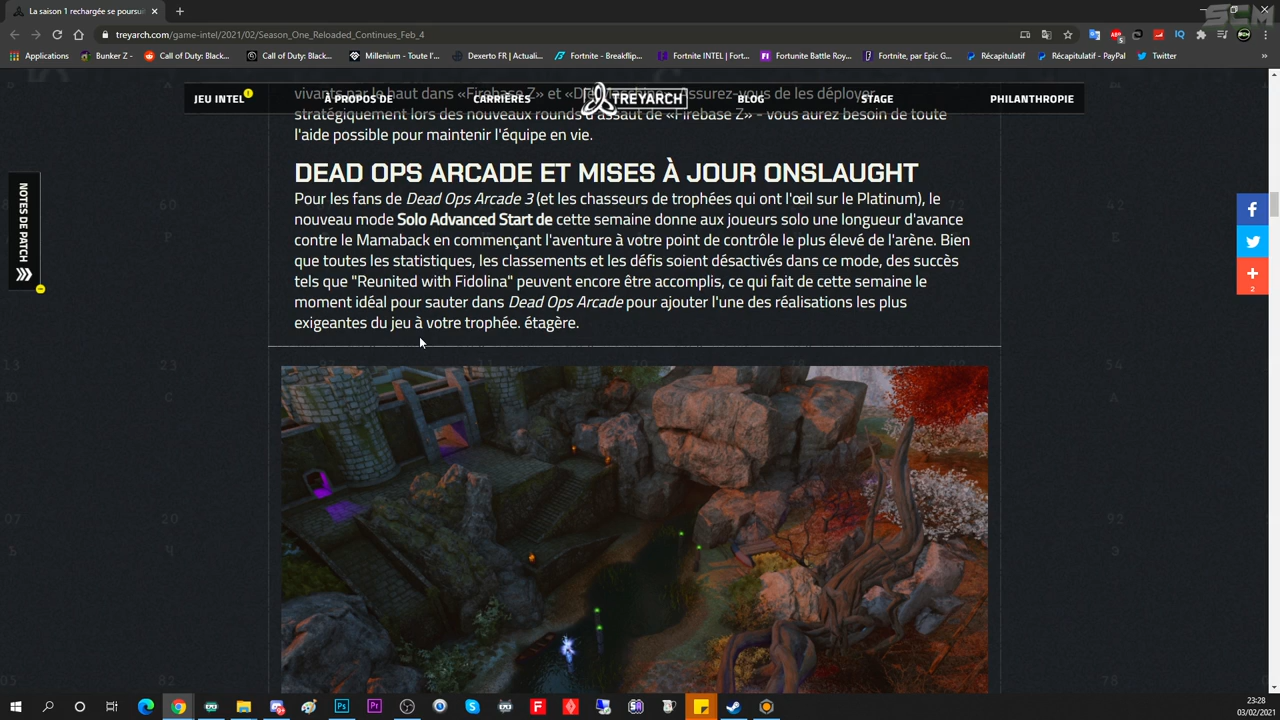 La saison 1 rechargée se poursui
SCM
treyarch.com/game-intel/2021/02/Season_One_Reloaded_Continues_Feb_4
Applications
Bunker Z -
Call of Duty: Black...
Call of Duty: Black...
Millenium - Toute l...
Dexerto FR | Actuali...
Fortnite - Breakflip...
Fortnite INTEL | Fort...
Fortnite Battle Roy...
Fortnite, par Epic G...
Récapitulatif
Récapitulatif - PayPal
Twitter
JEU INTEL
À PROPOS DE
CARRIÈRES
TREYARCH
BLOG
STAGE
PHILANTHROPIE
stratégiquement lors des nouveaux rounds d'assaut de «Firebase Z» - vous aurez besoin de toute
l'aide possible pour maintenir l'équipe en vie.
DEAD OPS ARCADE ET MISES À JOUR ONSLAUGHT
Pour les fans de Dead Ops Arcade 3 (et les chasseurs de trophées qui ont l'œil sur le Platinum), le
nouveau mode Solo Advanced Start de cette semaine donne aux joueurs solo une longueur d'avance
contre le Mamaback en commençant l'aventure à votre point de contrôle le plus élevé de l'arène. Bien
que toutes les statistiques, les classements et les défis soient désactivés dans ce mode, des succès
tels que "Reunited with Fidolina" peuvent encore être accomplis, ce qui fait de cette semaine le
moment idéal pour sauter dans Dead Ops Arcade pour ajouter l'une des réalisations les plus
exigeantes du jeu à votre trophée. étagère.
NOTES DE PATCH
2
23:28
03/02/2021